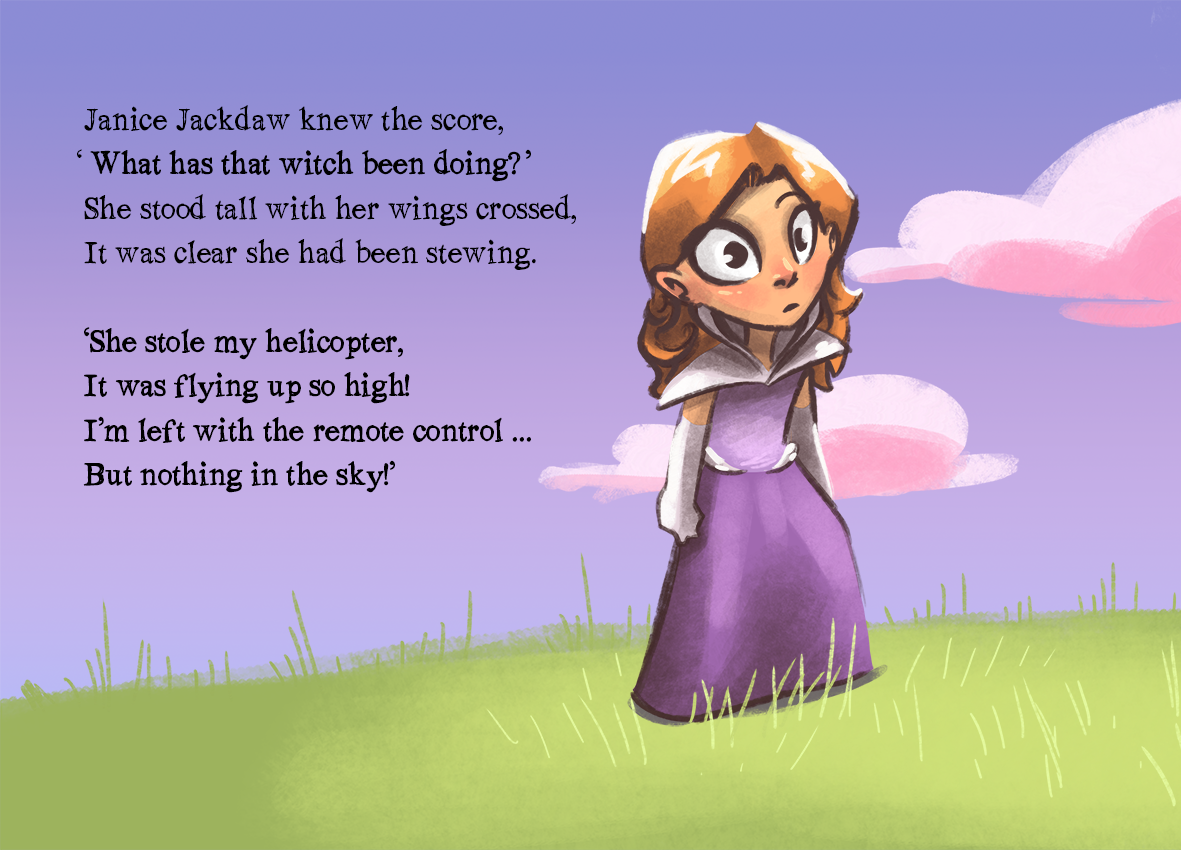 Janice Jackdaw knew the score,
‘ What has that witch been doing?’
She stood tall with her wings crossed,
It was clear she had been stewing.
‘She stole my helicopter,
It was flying up so high!
I’m left with the remote control ...
But nothing in the sky!’